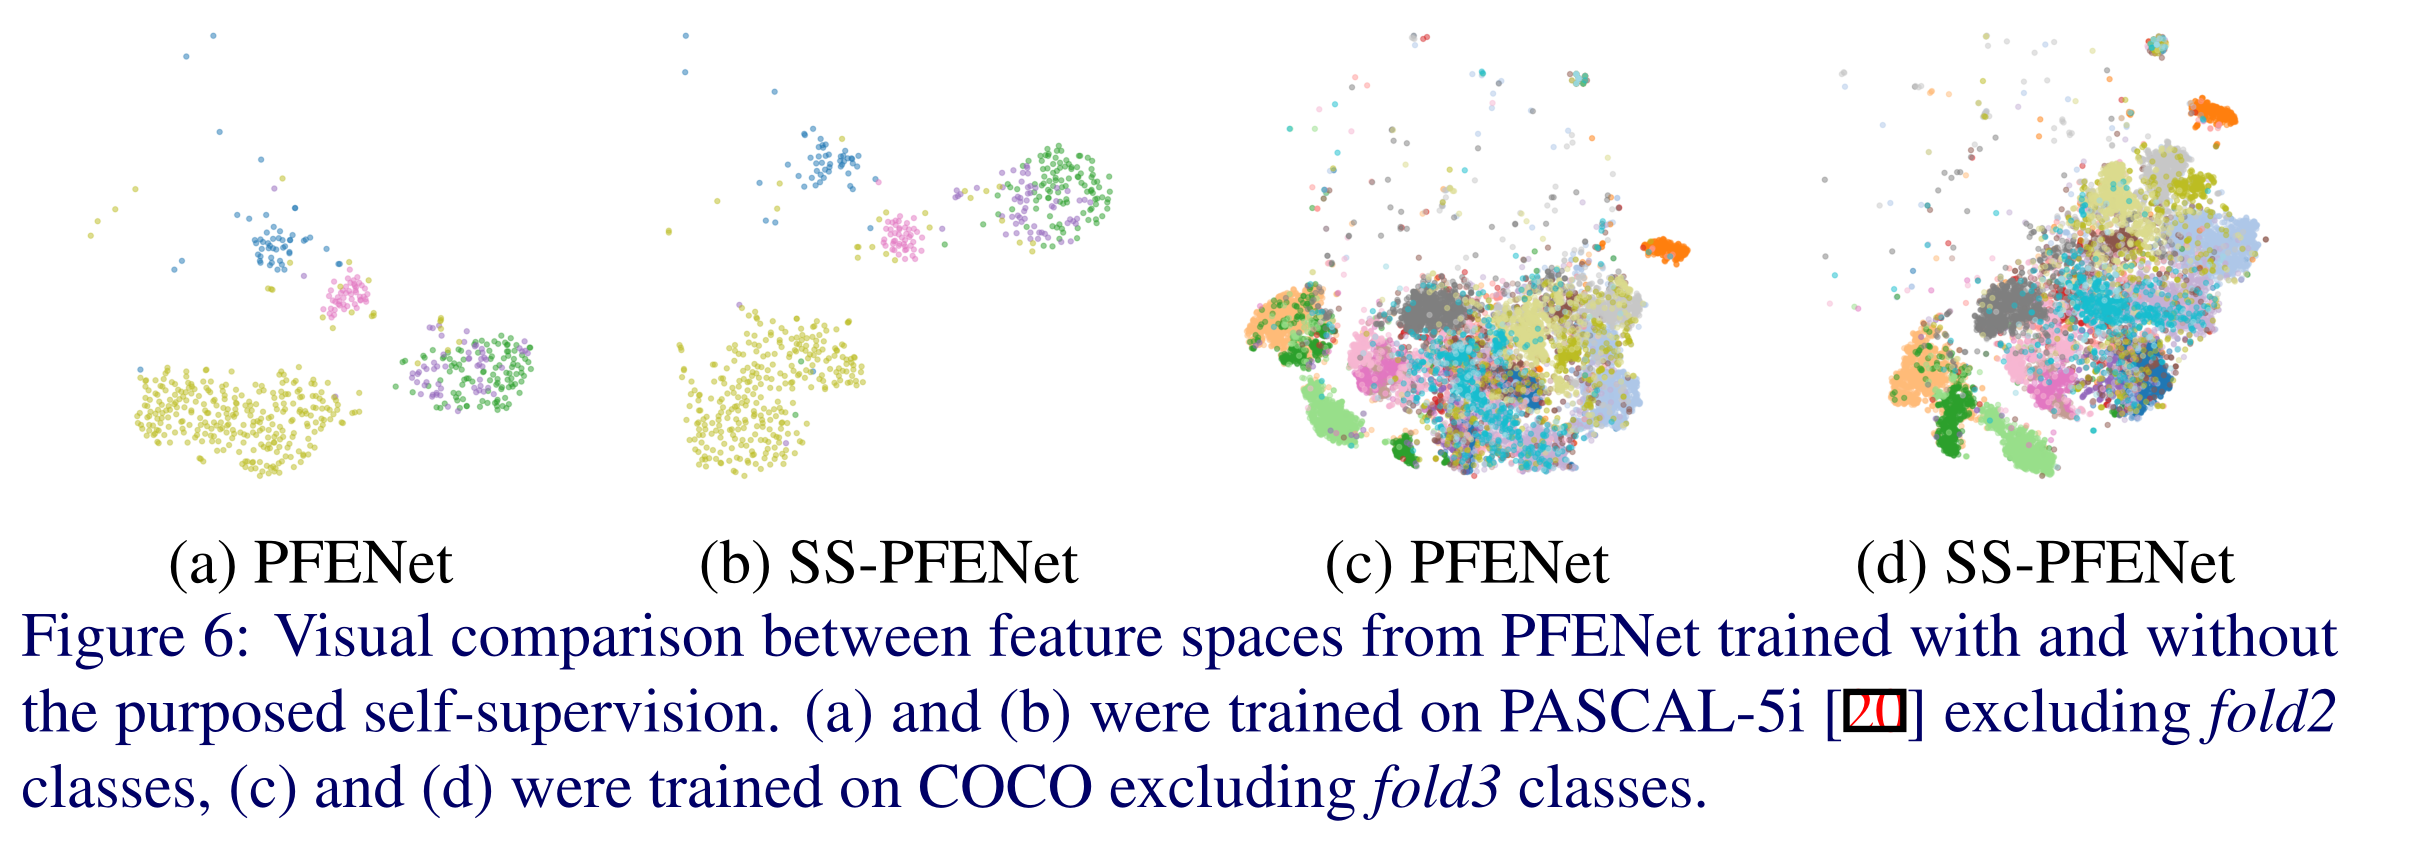 (a) PFENet (b) SS-PFENet (c) PFENet (d) SS-PFENet
Figure 6: Visual comparison between feature spaces from PFENet trained with and without
the purposed self-supervision. (a) and (b) were trained on PASCAL-5i [20] excluding fold2
classes, (c) and (d) were trained on COCO excluding fold3 classes.